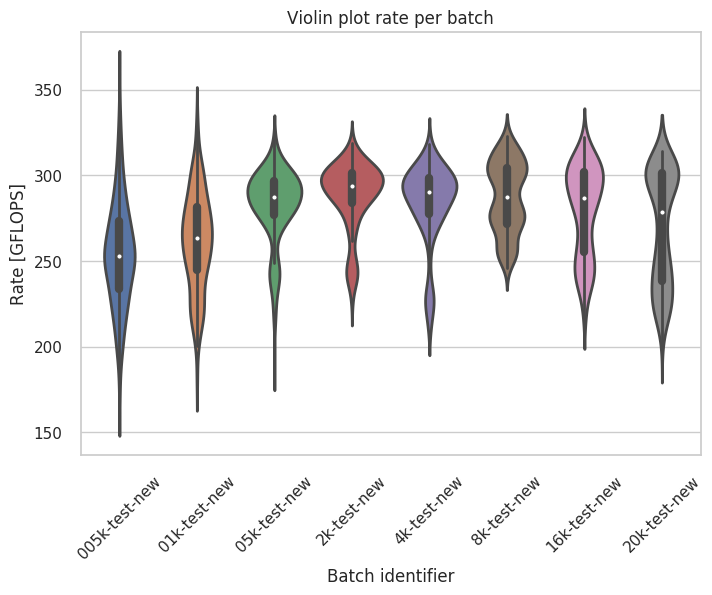 Violin plot rate per batch
Rate [GFLOPS]
350
300
250
200
150
005k-test-new
01k-test-new
05k-test-new
2k-test-new
4k-test-new
8k-test-new
16k-test-new
20k-test-new
Batch identifier